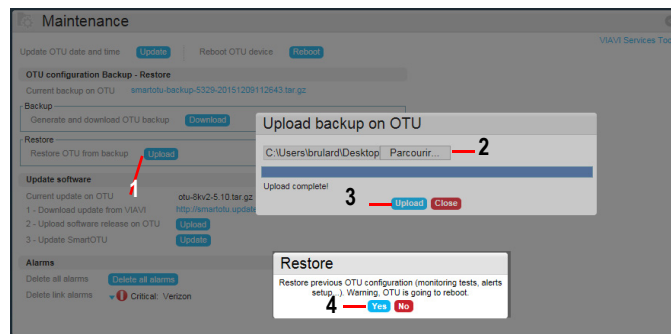 Maintenance
VIAVI Services Too
Update OTU date and time Update Reboot OTU device Reboot
OTU configuration Backup - Restore
Current backup on OTU smartotu-backup-5329-20151209112643.tar.gz
Backup
Generate and download OTU backup Download
Restore
Restore OTU from backup Upload
1
Update software
Current update on OTU otu-8kv2-5.10.tar.gz
1 - Download update from VIAVI http://smartotu.update
2 - Upload software release on OTU Upload
3 - Update SmartOTU Update
Alarms
Delete all alarms Delete all alarms
Delete link alarms Critical: Verizon
Upload backup on OTU
C:\Users\brulard\Desktop Parcourir... 2
Upload complete!
3 Upload Close
Restore
Restore previous OTU configuration (monitoring tests, alerts
setup...). Warning, OTU is going to reboot.
4 Yes No